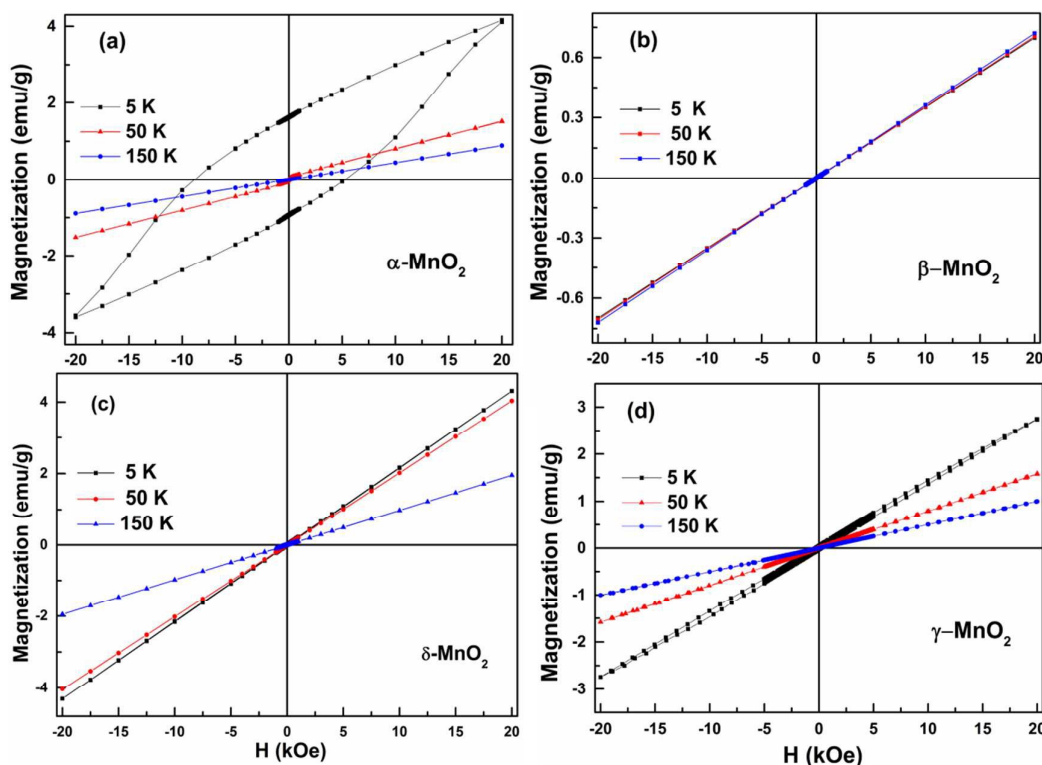 (a)
Magnetization (emu/g)
4
2
0
-2
-4
5 K
50 K
150 K
α-MnO2
-20 -15 -10 -5 0 5 10 15 20
(b)
Magnetization (emu/g)
0.6
0.3
0.0
-0.3
-0.6
5 K
50 K
150 K
β–MnO2
-20 -15 -10 -5 0 5 10 15 20
(c)
Magnetization (emu/g)
4
2
0
-2
-4
5 K
50 K
150 K
δ-MnO2
-20 -15 -10 -5 0 5 10 15 20
H (kOe)
(d)
Magnetization (emu/g)
3
2
1
0
-1
-2
-3
5 K
50 K
150 K
γ–MnO2
-20 -15 -10 -5 0 5 10 15 20
H (kOe)